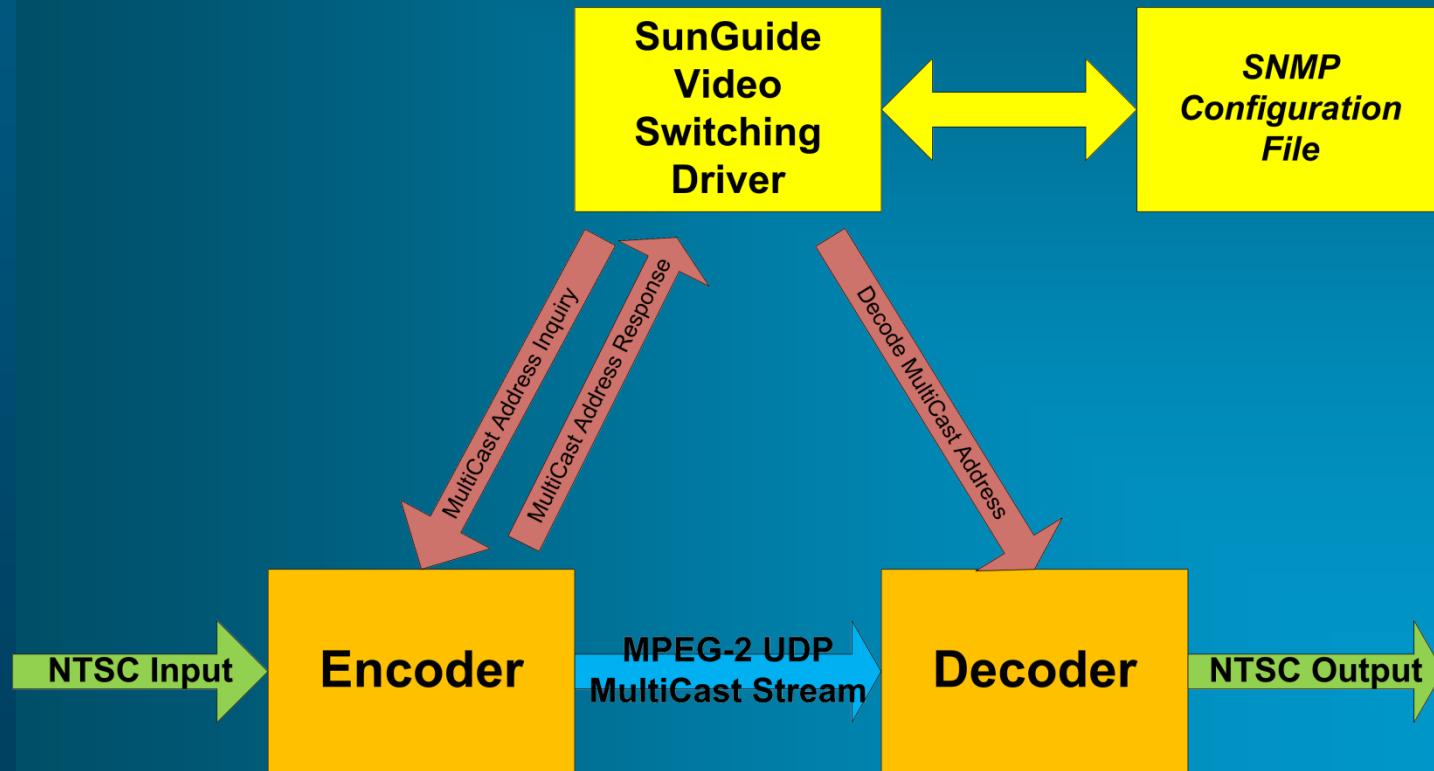 SunGuide
Video
Switching
Driver
SNMP
Configuration
File
MultiCast Address Inquiry
MultiCast Address Response
Decode MultiCast Address
NTSC Input
Encoder
MPEG-2 UDP
MultiCast Stream
Decoder
NTSC Output